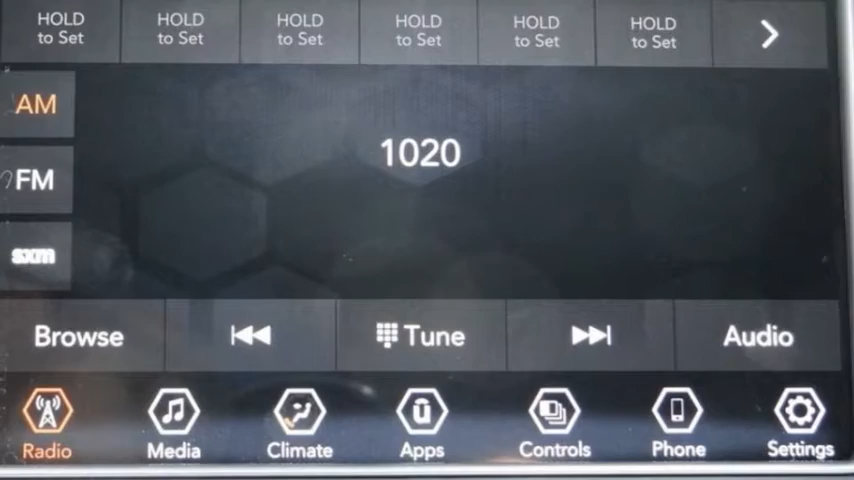 HOLD to Set
HOLD to Set
HOLD to Set
HOLD to Set
HOLD to Set
HOLD to Set
AM
1020
FM
sxm
Browse
Tune
Audio
Radio
Media
Climate
Apps
Controls
Phone
Settings